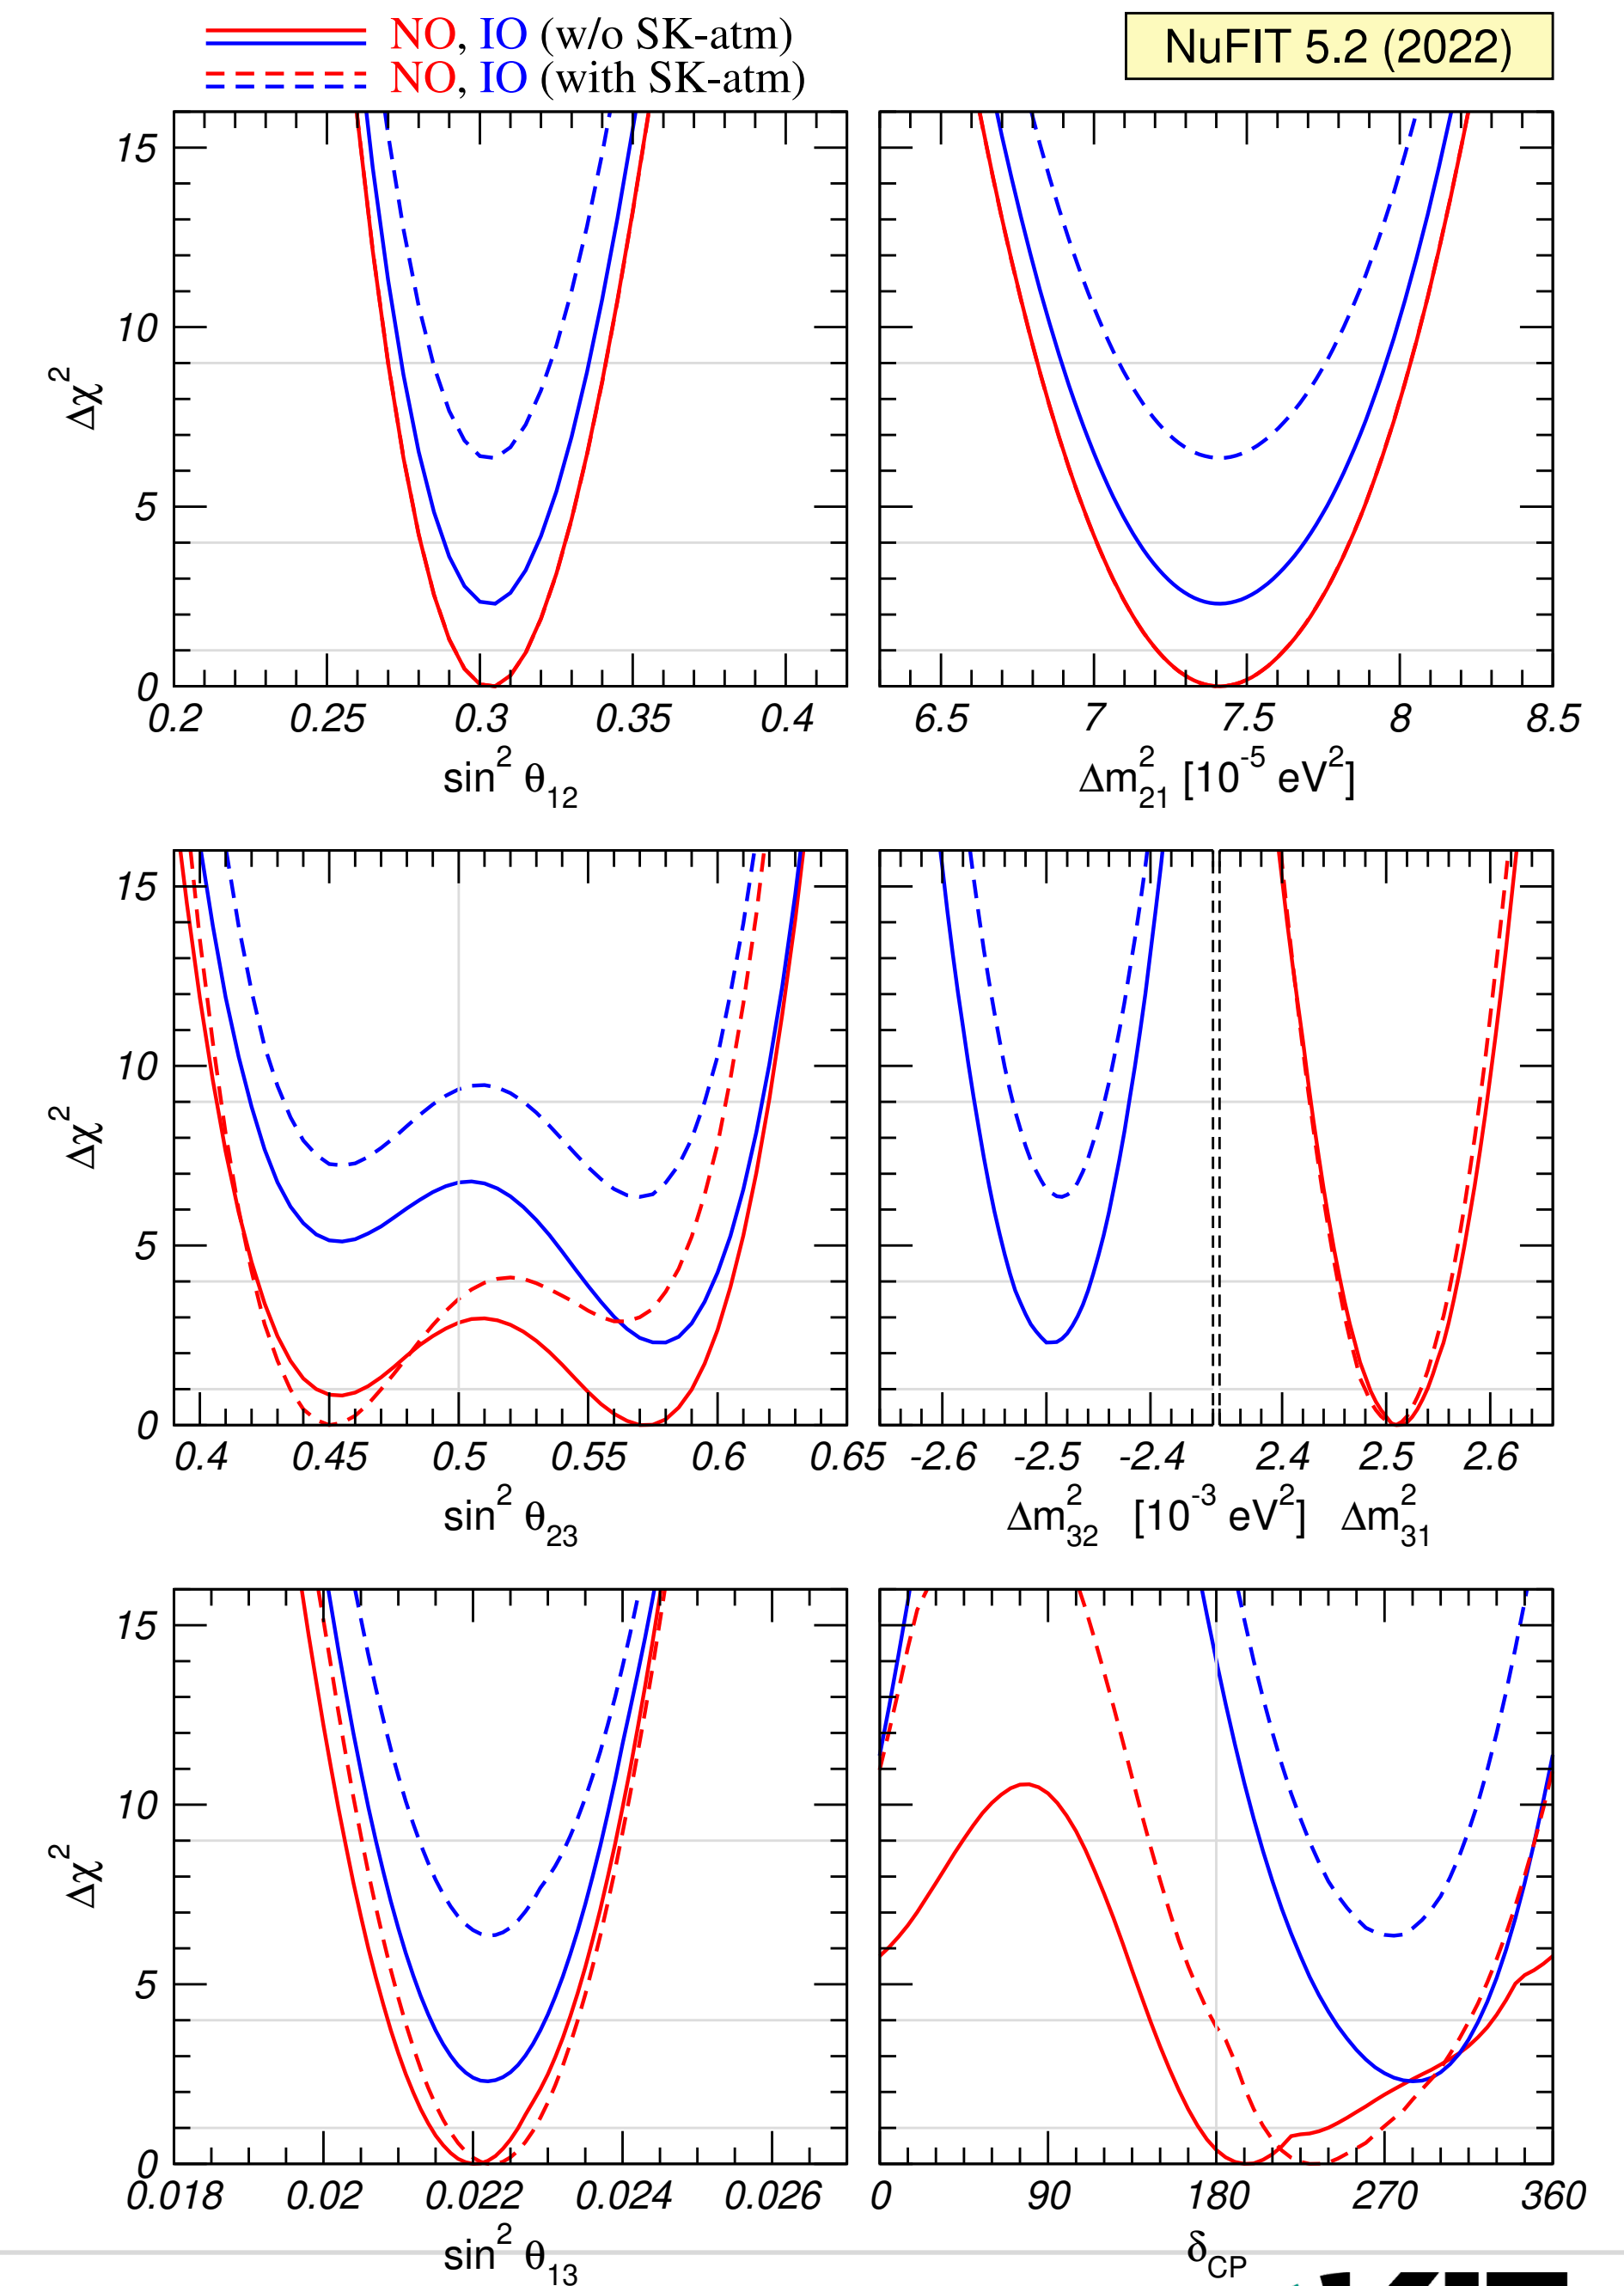 NO, IO (w/o SK-atm)
NO, IO (with SK-atm)
NuFIT 5.2 (2022)
15
10
5
0
Δχ²
0.2 0.25 0.3 0.35 0.4
sin² θ₁₂
6.5 7 7.5 8 8.5
Δm²₂₁ [10⁻⁵ eV²]
15
10
5
0
Δχ²
0.4 0.45 0.5 0.55 0.6 0.65
sin² θ₂₃
-2.6 -2.5 -2.4 2.4 2.5 2.6
Δm²₃₂ [10⁻³ eV²] Δm²₃₁
15
10
5
0
Δχ²
0.018 0.02 0.022 0.024 0.026
sin² θ₁₃
0 90 180 270 360
δCP